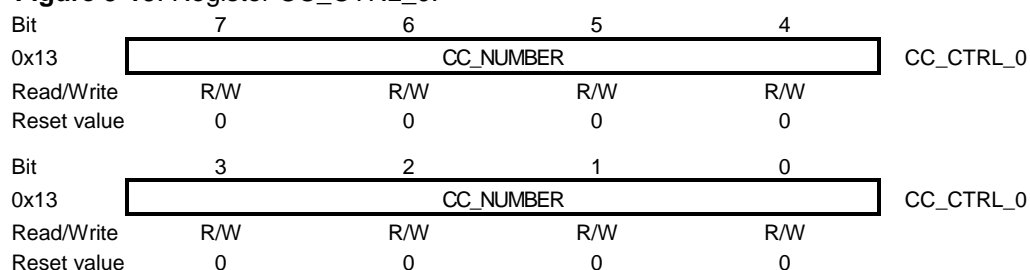 Bit 7 6 5 4
0x13 CC_NUMBER CC_CTRL_0
Read/Write R/W R/W R/W R/W
Reset value 0 0 0 0
Bit 3 2 1 0
0x13 CC_NUMBER CC_CTRL_0
Read/Write R/W R/W R/W R/W
Reset value 0 0 0 0